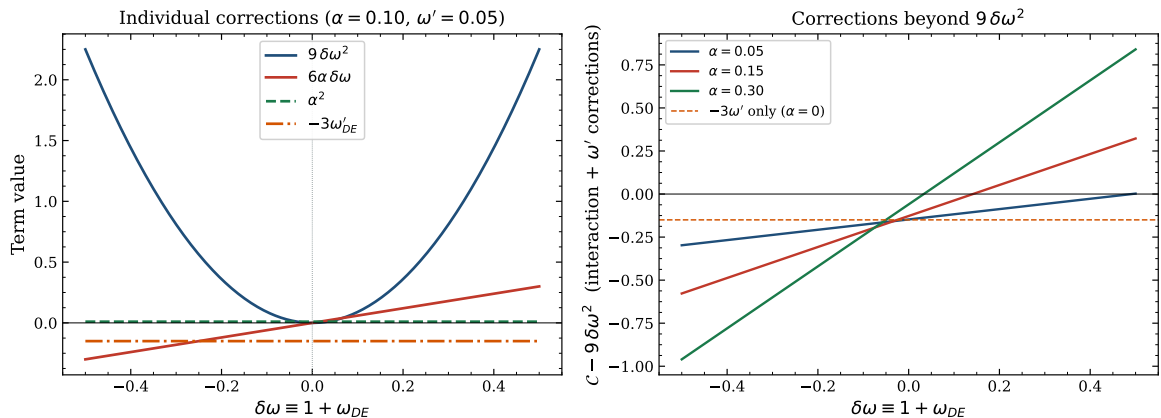 Individual corrections (α = 0.10, ω′ = 0.05)
9 δω²
6α δω
α²
−3ω′_DE
Term value
2.0
1.5
1.0
0.5
0.0
−0.4
−0.2
0.0
0.2
0.4
δω ≡ 1 + ω_DE
Corrections beyond 9 δω²
α = 0.05
α = 0.15
α = 0.30
−3ω′ only (α = 0)
𝒞 − 9 δω² (interaction + ω′ corrections)
0.75
0.50
0.25
0.00
−0.25
−0.50
−0.75
−1.00
−0.4
−0.2
0.0
0.2
0.4
δω ≡ 1 + ω_DE